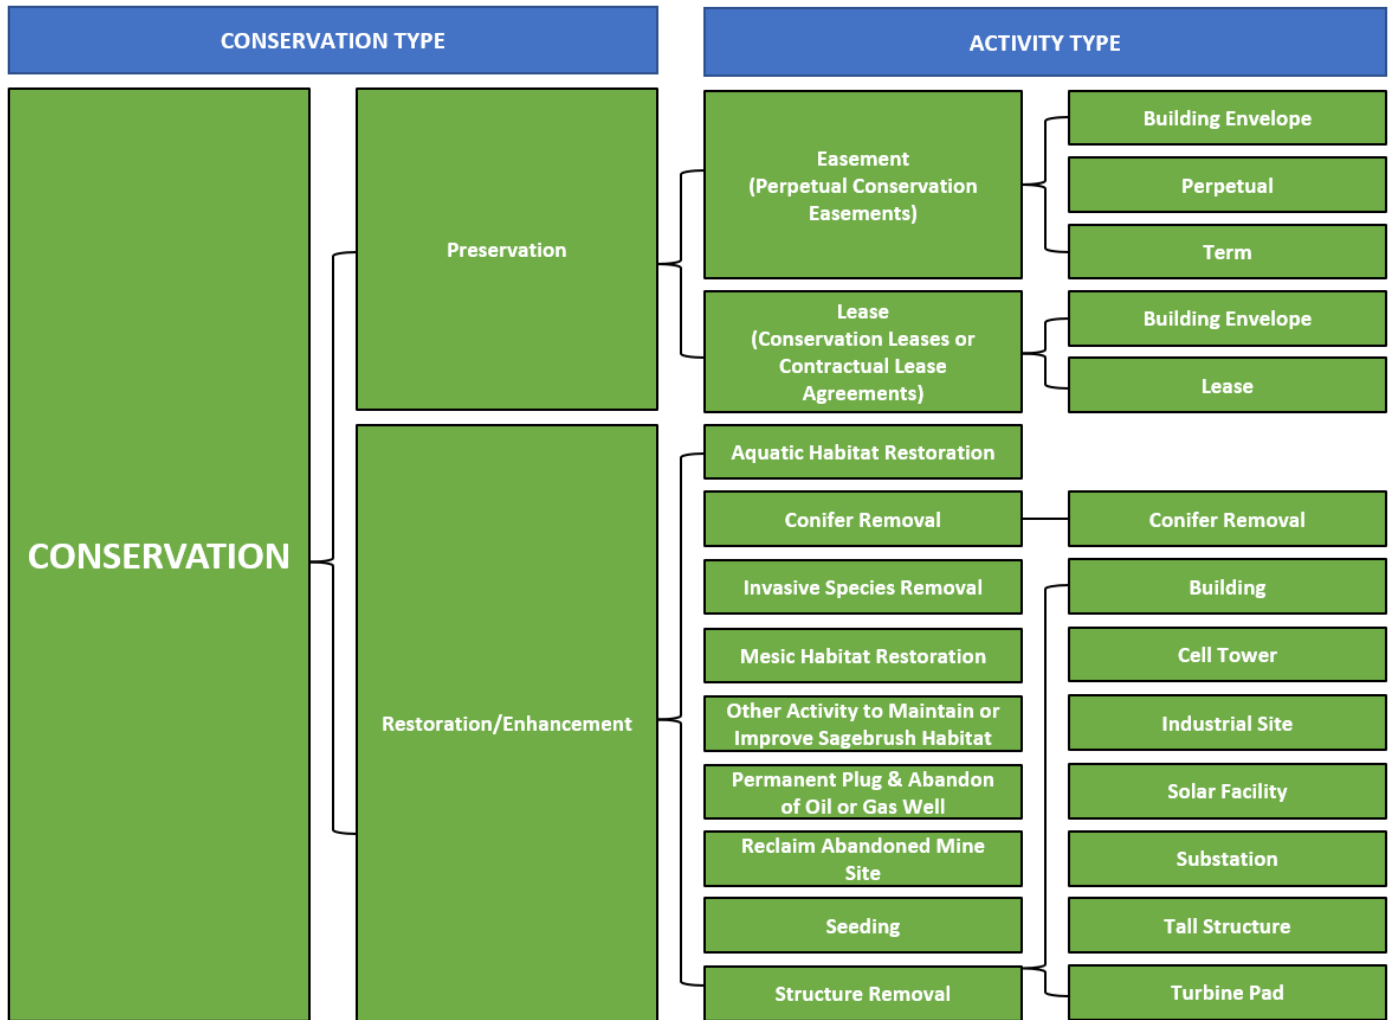 CONSERVATION TYPE
ACTIVITY TYPE
CONSERVATION
Preservation
Easement
(Perpetual Conservation
Easements)
Building Envelope
Perpetual
Term
Lease
(Conservation Leases or
Contractual Lease
Agreements)
Building Envelope
Lease
Restoration/Enhancement
Aquatic Habitat Restoration
Conifer Removal
Conifer Removal
Invasive Species Removal
Mesic Habitat Restoration
Other Activity to Maintain or
Improve Sagebrush Habitat
Permanent Plug & Abandon
of Oil or Gas Well
Reclaim Abandoned Mine
Site
Seeding
Structure Removal
Building
Cell Tower
Industrial Site
Solar Facility
Substation
Tall Structure
Turbine Pad